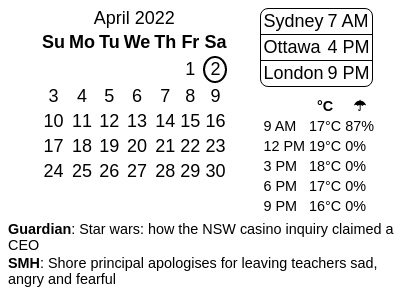 April 2022
Su Mo Tu We Th Fr Sa
1 2
3 4 5 6 7 8 9
10 11 12 13 14 15 16
17 18 19 20 21 22 23
24 25 26 27 28 29 30
Sydney 7 AM
Ottawa 4 PM
London 9 PM
°C ☂
9 AM 17°C 87%
12 PM 19°C 0%
3 PM 18°C 0%
6 PM 17°C 0%
9 PM 16°C 0%
Guardian: Star wars: how the NSW casino inquiry claimed a
CEO
SMH: Shore principal apologises for leaving teachers sad,
angry and fearful